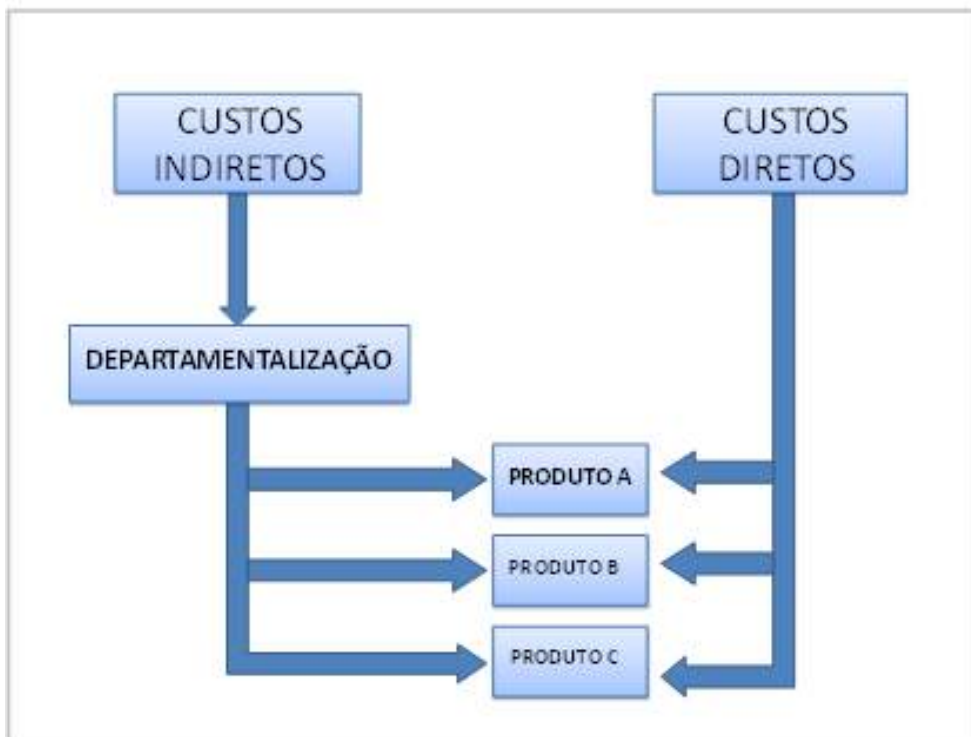 CUSTOS
INDIRETOS
CUSTOS
DIRETOS
DEPARTAMENTALIZAÇÃO
PRODUTO A
PRODUTO B
PRODUTO C